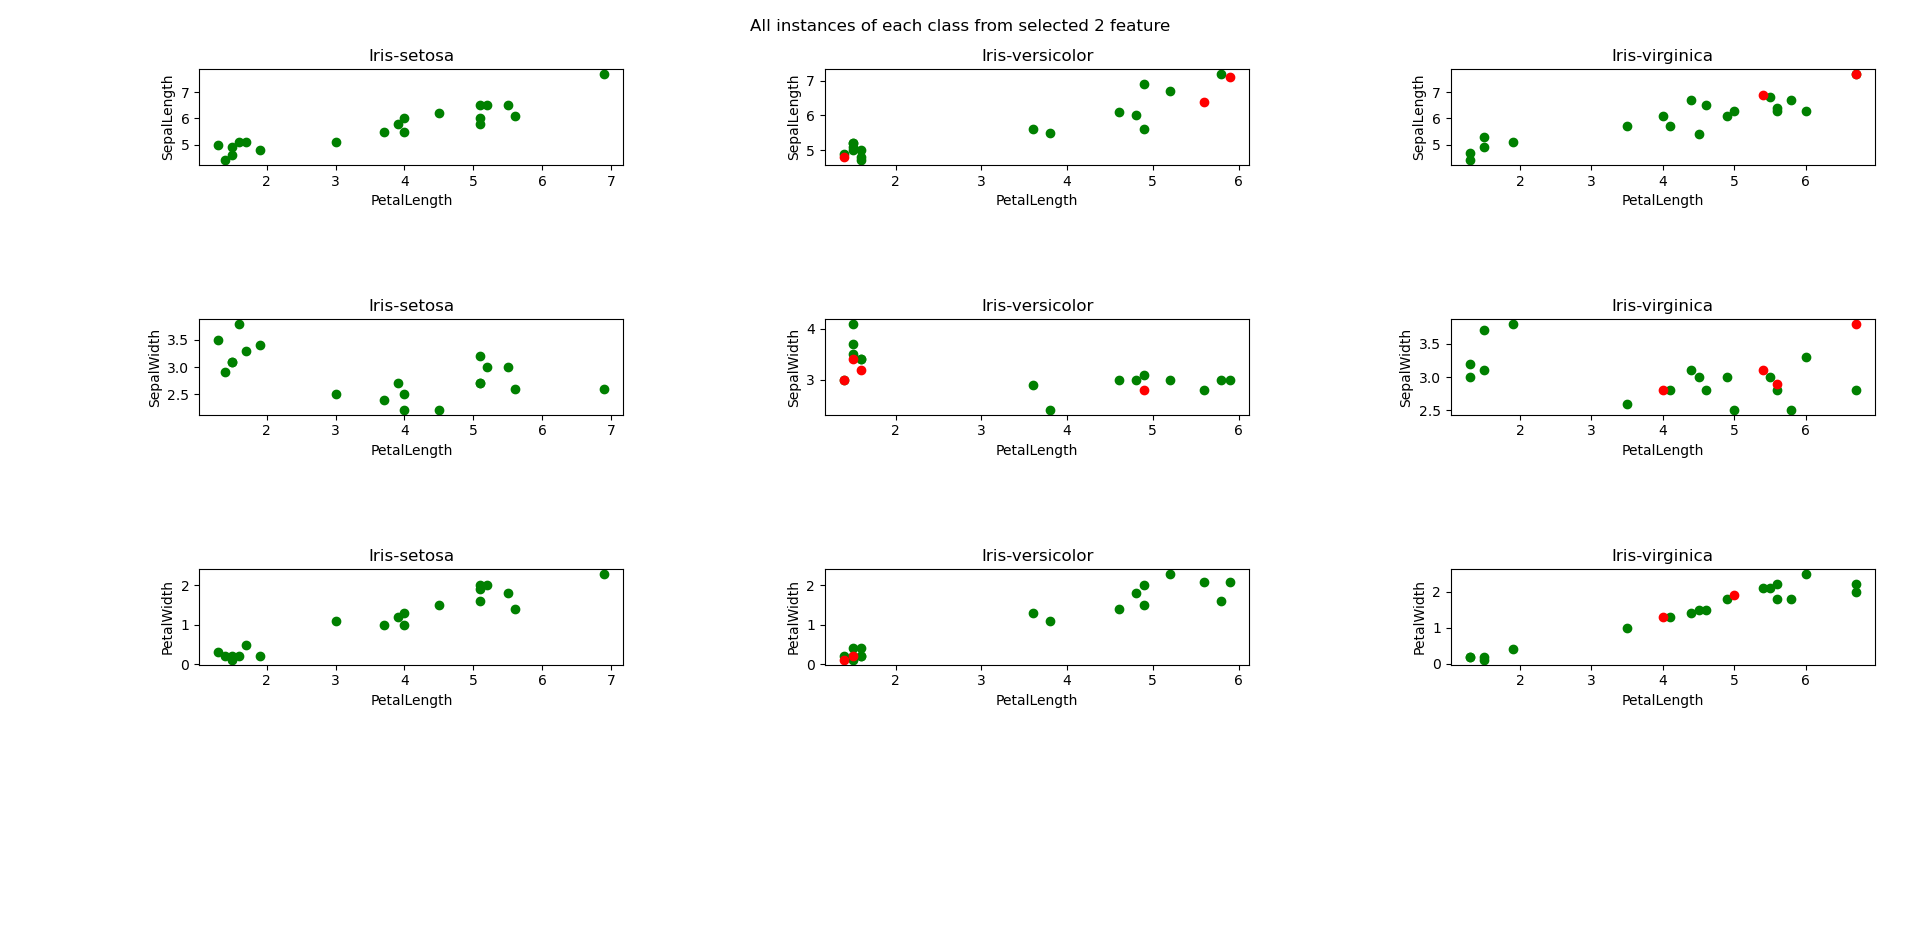 All instances of each class from selected 2 feature
Iris-setosa
SepalLength
7
6
5
2 3 4 5 6 7
PetalLength
Iris-versicolor
SepalLength
7
6
5
2 3 4 5 6
PetalLength
Iris-virginica
SepalLength
7
6
5
2 3 4 5 6
PetalLength
Iris-setosa
SepalWidth
3.5
3.0
2.5
2 3 4 5 6 7
PetalLength
Iris-versicolor
SepalWidth
4
3
2 3 4 5 6
PetalLength
Iris-virginica
SepalWidth
3.5
3.0
2.5
2 3 4 5 6
PetalLength
Iris-setosa
PetalWidth
2
1
0
2 3 4 5 6 7
PetalLength
Iris-versicolor
PetalWidth
2
1
0
2 3 4 5 6
PetalLength
Iris-virginica
PetalWidth
2
1
0
2 3 4 5 6
PetalLength